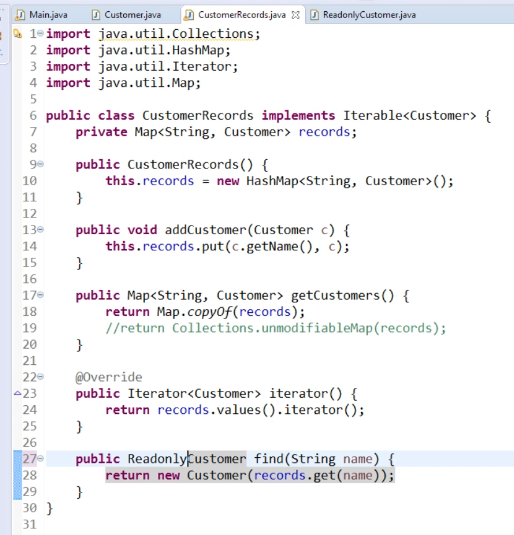 Main.java Customer.java CustomerRecords.java ReadonlyCustomer.java
1 import java.util.Collections;
2 import java.util.HashMap;
3 import java.util.Iterator;
4 import java.util.Map;
5
6 public class CustomerRecords implements Iterable<Customer> {
7 private Map<String, Customer> records;
8
9 public CustomerRecords() {
10 this.records = new HashMap<String, Customer>();
11 }
12
13 public void addCustomer(Customer c) {
14 this.records.put(c.getName(), c);
15 }
16
17 public Map<String, Customer> getCustomers() {
18 return Map.copyOf(records);
19 //return Collections.unmodifiableMap(records);
20 }
21
22 @Override
23 public Iterator<Customer> iterator() {
24 return records.values().iterator();
25 }
26
27 public ReadonlyCustomer find(String name) {
28 return new Customer(records.get(name));
29 }
30 }
31